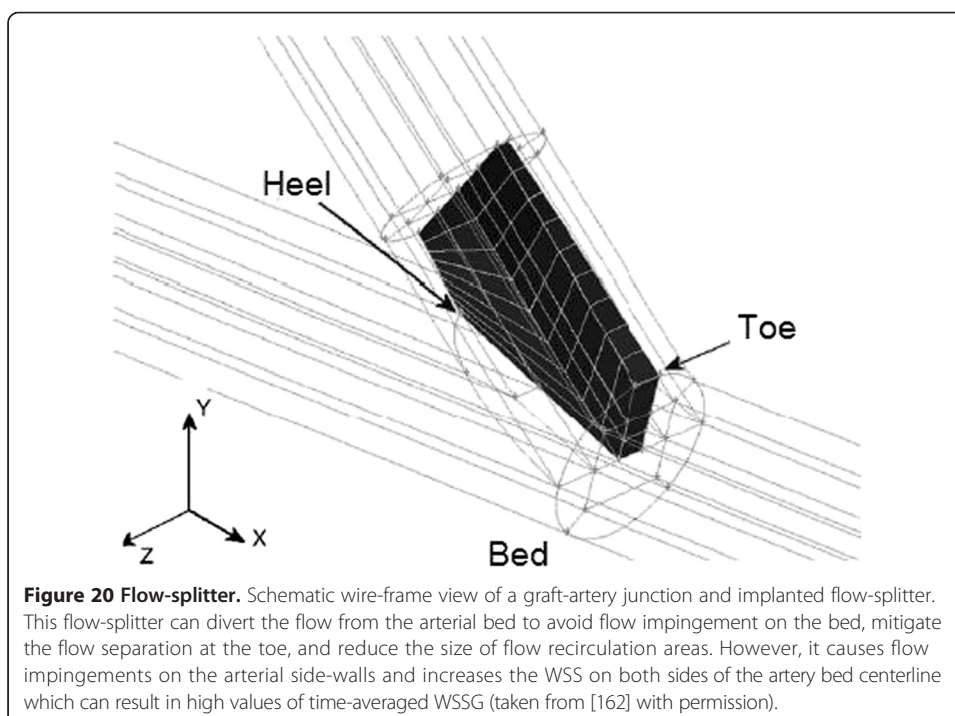 Heel
Toe
Y
Z
X
Bed
Figure 20 Flow-splitter. Schematic wire-frame view of a graft-artery junction and implanted flow-splitter.
This flow-splitter can divert the flow from the arterial bed to avoid flow impingement on the bed, mitigate
the flow separation at the toe, and reduce the size of flow recirculation areas. However, it causes flow
impingements on the arterial side-walls and increases the WSS on both sides of the artery bed centerline
which can result in high values of time-averaged WSSG (taken from [162] with permission).